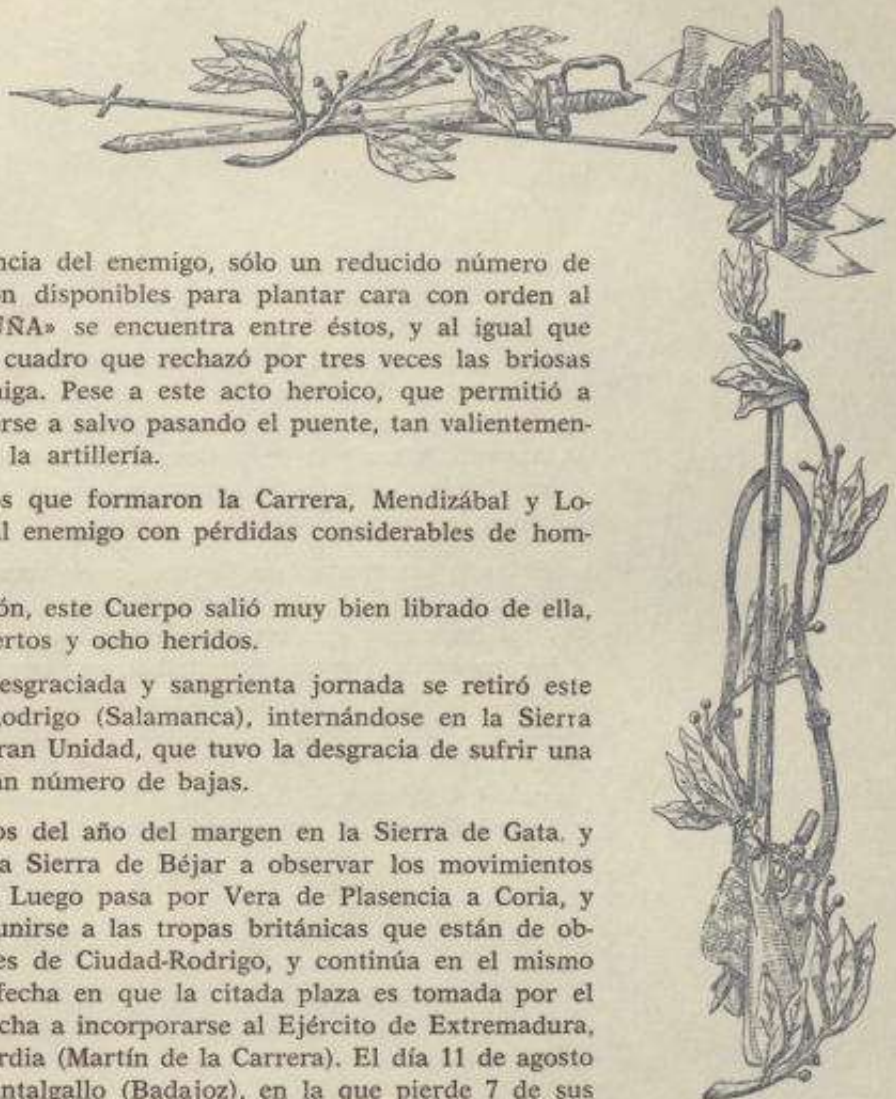 ncia del enemigo, sólo un reducido número de
n disponibles para plantar cara con orden al
UÑA» se encuentra entre éstos, y al igual que
cuadro que rechazó por tres veces las briosas
niga. Pese a este acto heroico, que permitió a
erse a salvo pasando el puente, tan valientemen-
la artillería.
os que formaron la Carrera, Mendizábal y Lo-
al enemigo con pérdidas considerables de hom-
ón, este Cuerpo salió muy bien librado de ella,
ertos y ocho heridos.
esgraciada y sangrienta jornada se retiró este
Rodrigo (Salamanca), internándose en la Sierra
ran Unidad, que tuvo la desgracia de sufrir una
an número de bajas.
os del año del margen en la Sierra de Gata. y
a Sierra de Béjar a observar los movimientos
Luego pasa por Vera de Plasencia a Coria, y
unirse a las tropas británicas que están de ob-
es de Ciudad-Rodrigo, y continúa en el mismo
fecha en que la citada plaza es tomada por el
cha a incorporarse al Ejército de Extremadura,
rdia (Martín de la Carrera). El día 11 de agosto
antalgallo (Badajoz), en la que pierde 7 de sus